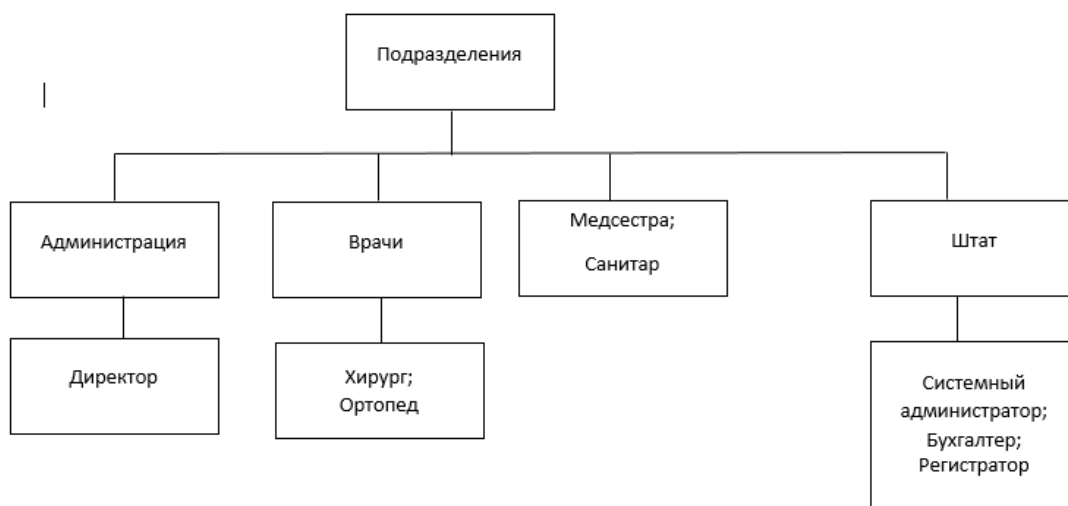 Подразделения
Администрация
Врачи
Медсестра;
Санитар
Штат
Директор
Хирург;
Ортопед
Системный
администратор;
Бухгалтер;
Регистратор